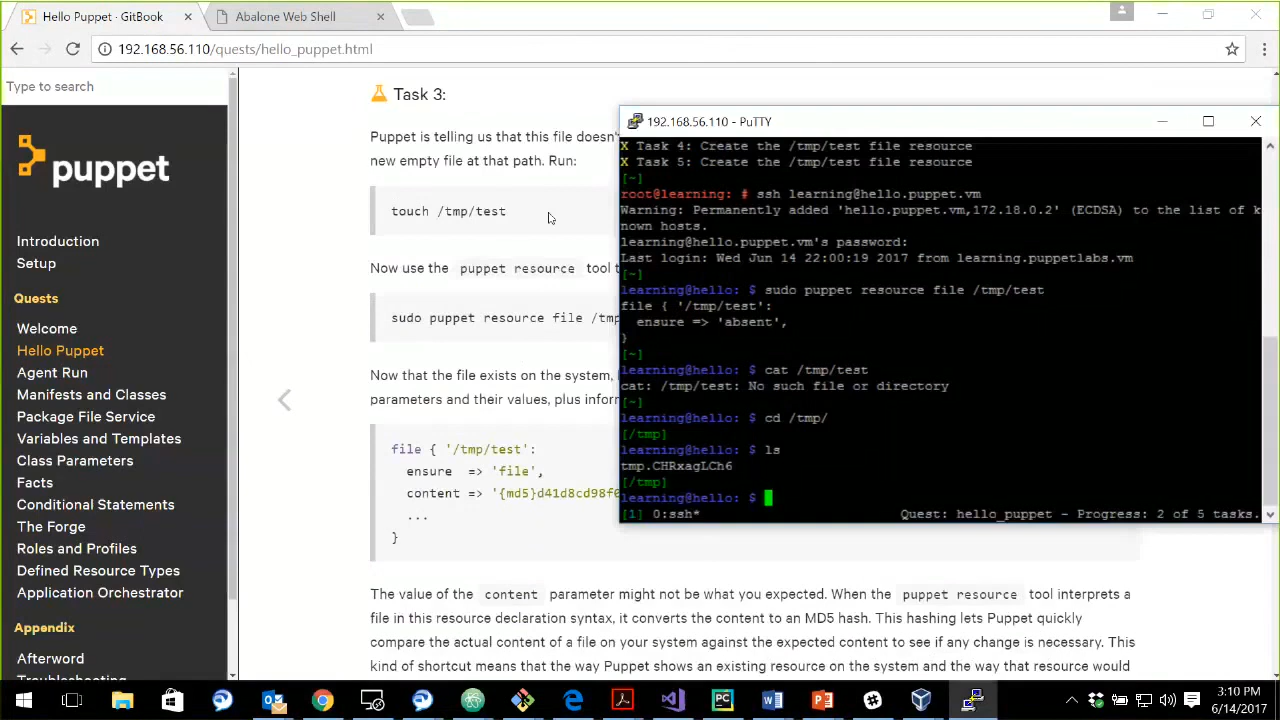 Hello Puppet · GitBook
Abalone Web Shell
192.168.56.110/quests/hello_puppet.html
Type to search
puppet
Introduction
Setup
Quests
Welcome
Hello Puppet
Agent Run
Manifests and Classes
Package File Service
Variables and Templates
Class Parameters
Facts
Conditional Statements
The Forge
Roles and Profiles
Defined Resource Types
Application Orchestrator
Appendix
Afterword
Task 3:
Puppet is telling us that this file doesn'
new empty file at that path. Run:
touch /tmp/test
Now use the puppet resource tool
sudo puppet resource file /tmp
Now that the file exists on the system,
parameters and their values, plus
file { '/tmp/test':
ensure => 'file',
content => '{md5}d41d8cd98f0
...
}
The value of the content parameter might not be what you expected. When the puppet resource tool interprets a
file in this resource declaration syntax, it converts the content to an MD5 hash. This hashing lets Puppet quickly
compare the actual content of a file on your system against the expected content to see if any change is necessary. This
kind of shortcut means that the way Puppet shows an existing resource on the system and the way that resource would
192.168.56.110 - PuTTY
X Task 4: Create the /tmp/test file resource
X Task 5: Create the /tmp/test file resource
[~]
root@learning: # ssh learning@hello.puppet.vm
Warning: Permanently added 'hello.puppet.vm,172.18.0.2' (ECDSA) to the list of k
nown hosts.
learning@hello.puppet.vm's password:
Last login: Wed Jun 14 22:00:19 2017 from learning.puppetlabs.vm
[~]
learning@hello: $ sudo puppet resource file /tmp/test
file { '/tmp/test':
ensure => 'absent',
}
[~]
learning@hello: $ cat /tmp/test
cat: /tmp/test: No such file or directory
[~]
learning@hello: $ cd /tmp/
[/tmp]
learning@hello: $ ls
tmp.CHRxagLCh6
[/tmp]
learning@hello: $
[1] 0:ssh* Quest: hello_puppet - Progress: 2 of 5 tasks.
3:10 PM
6/14/2017